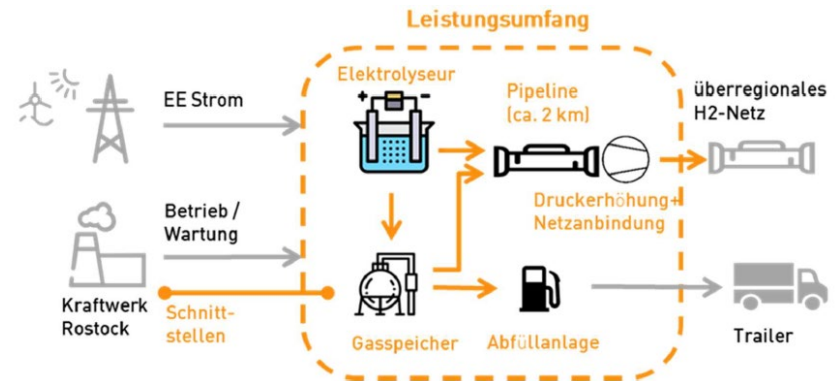 Leistungsumfang
EE Strom
Elektrolyseur
+ -
Pipeline
(ca. 2 km)
überregionales
H2-Netz
Betrieb /
Wartung
Druckerhöhung+
Netzanbindung
Kraftwerk
Rostock
Schnitt-
stellen
Gasspeicher
Abfüllanlage
Trailer